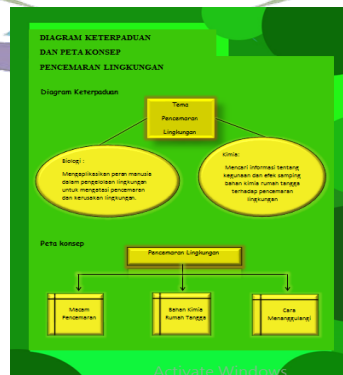 DIAGRAM KETERPADUAN
DAN PETA KONSEP
PENCEMARAN LINGKUNGAN
Diagram Keterpaduan
Tema
Pencemaran
Lingkungan
Biologi :
Mengaplikasikan peran manusia
dalam pengelolaan lingkungan
untuk mengatasi pencemaran
dan kerusakan lingkungan.
Kimia:
Mencari informasi tentang
kegunaan dan efek samping
bahan kimia rumah tangga
terhadap pencemaran
lingkungan
Peta konsep
Pencemaran Lingkungan
Macam
Pencemaran
Bahan Kimia
Rumah Tangga
Cara
Menanggulangi
Activate Windows